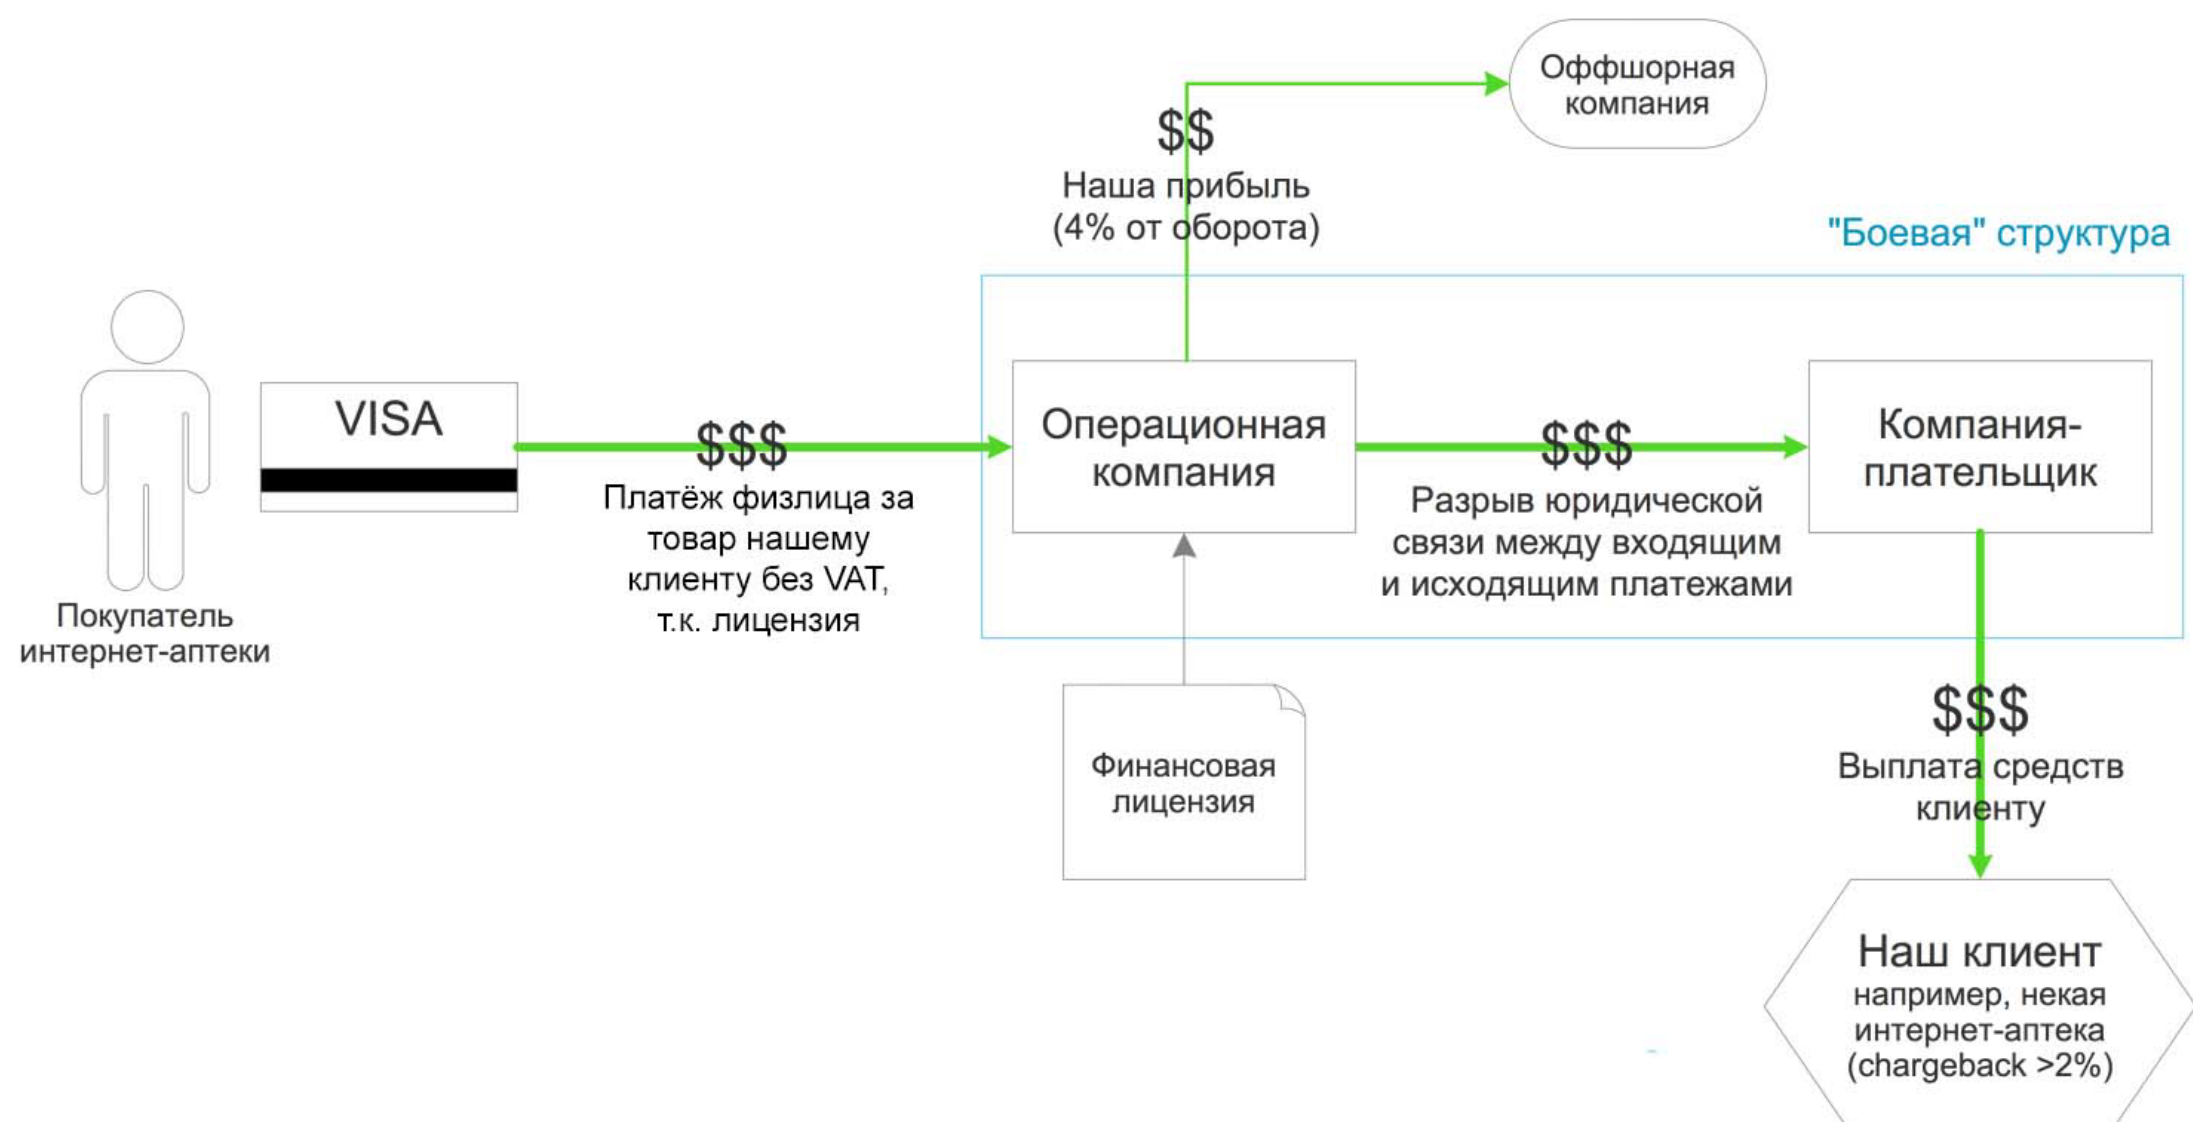 Оффшорная
компания
$$
Наша прибыль
(4% от оборота)
"Боевая" структура
VISA
$$$
Платёж физлица за
товар нашему
клиенту без VAT,
т.к. лицензия
Операционная
компания
$$$
Разрыв юридической
связи между входящим
и исходящим платежами
Компания-
плательщик
Покупатель
интернет-аптеки
Финансовая
лицензия
$$$
Выплата средств
клиенту
Наш клиент
например, некая
интернет-аптека
(chargeback >2%)